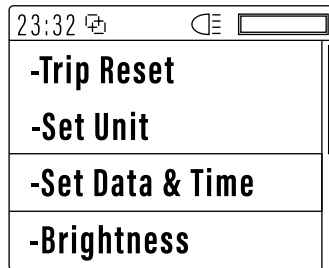 23:32
-Trip Reset
-Set Unit
-Set Data & Time
-Brightness